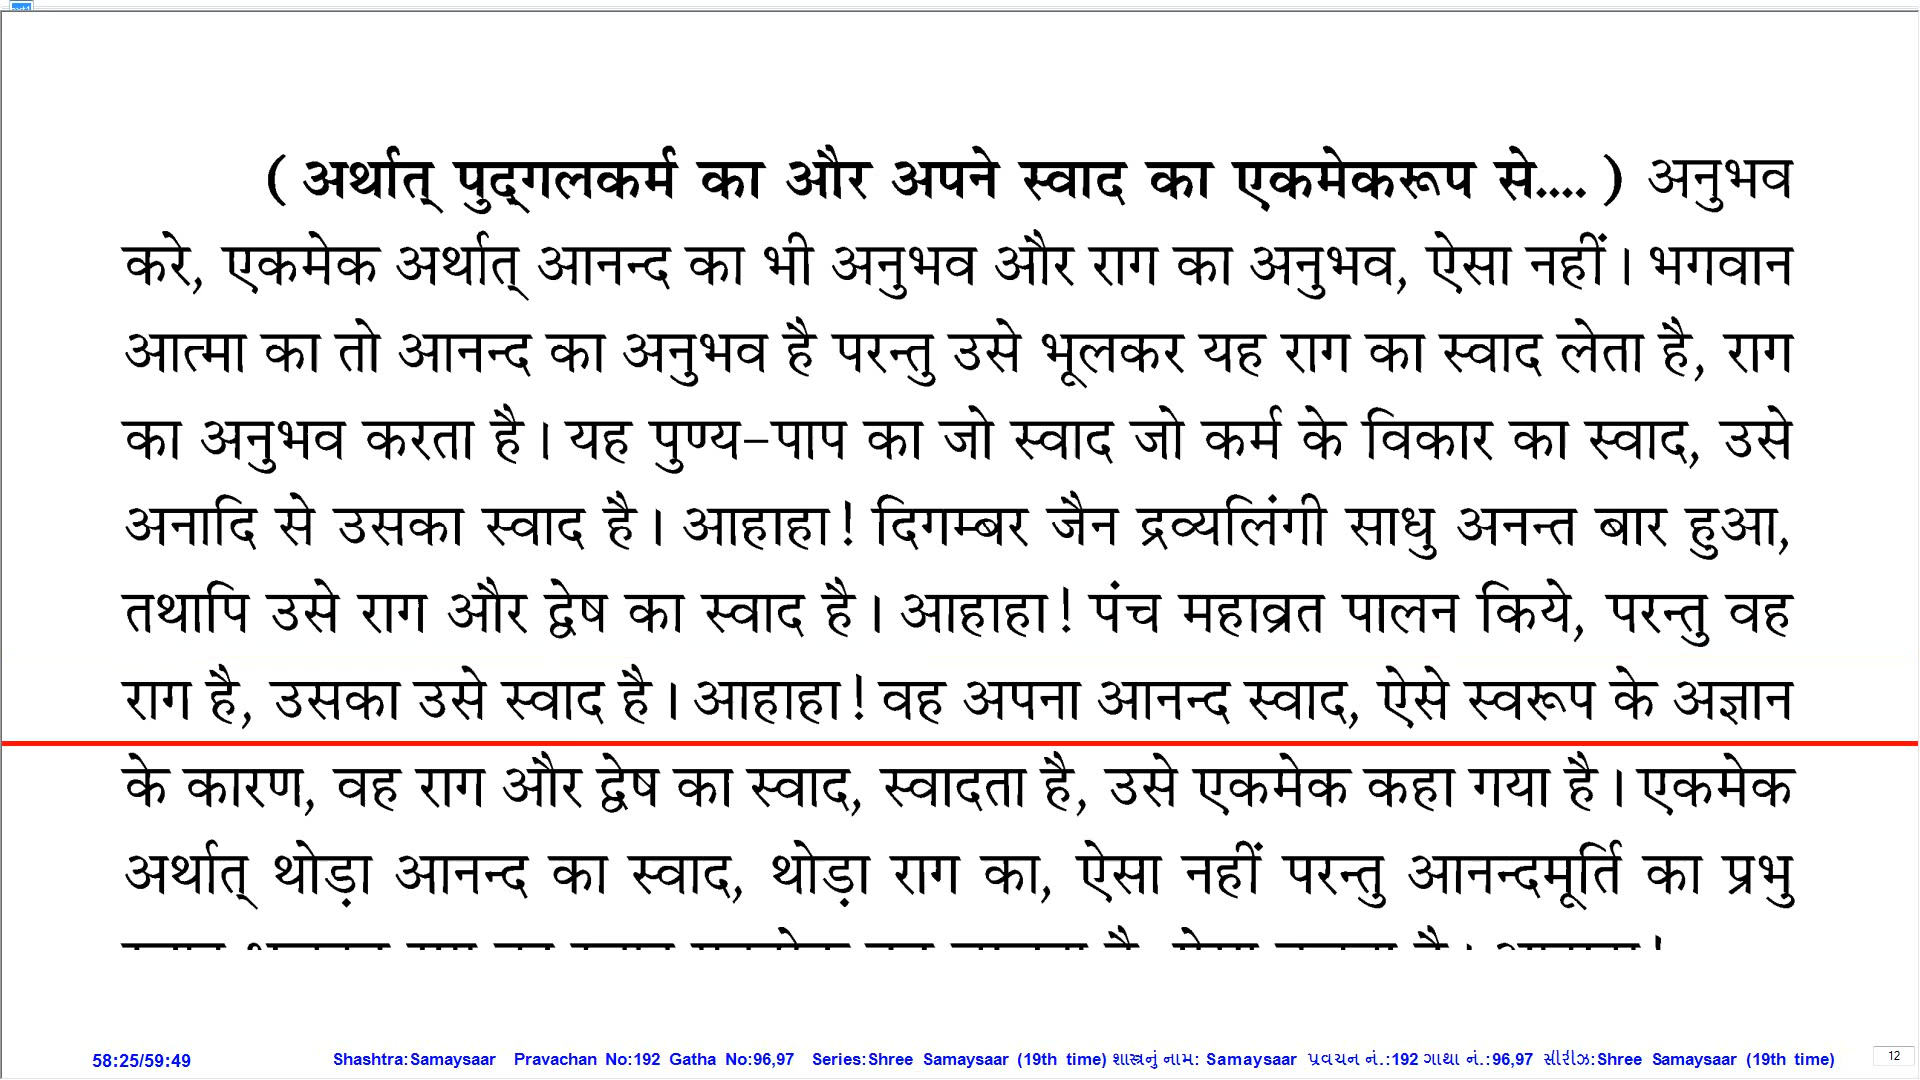 ( अर्थात् पुद्‌गलकर्म का और अपने स्वाद का एकमेकरूप से.... ) अनुभव
करे, एकमेक अर्थात् आनन्द का भी अनुभव और राग का अनुभव, ऐसा नहीं। भगवान
आत्मा का तो आनन्द का अनुभव है परन्तु उसे भूलकर यह राग का स्वाद लेता है, राग
का अनुभव करता है। यह पुण्य-पाप का जो स्वाद जो कर्म के विकार का स्वाद, उसे
अनादि से उसका स्वाद है। आहाहा! दिगम्बर जैन द्रव्यलिंगी साधु अनन्त बार हुआ,
तथापि उसे राग और द्वेष का स्वाद है। आहाहा! पंच महाव्रत पालन किये, परन्तु वह
राग है, उसका उसे स्वाद है। आहाहा! वह अपना आनन्द स्वाद, ऐसे स्वरूप के अज्ञान
के कारण, वह राग और द्वेष का स्वाद, स्वादता है, उसे एकमेक कहा गया है। एकमेक
अर्थात् थोड़ा आनन्द का स्वाद, थोड़ा राग का, ऐसा नहीं परन्तु आनन्दमूर्ति का प्रभु
58:25/59:49 Shashtra:Samaysaar Pravachan No:192 Gatha No:96,97 Series:Shree Samaysaar (19th time) શાસ્ત્રનું નામ: Samaysaar પ્રવચન નં.:192 ગાથા નં.:96,97 સીરીઝ:Shree Samaysaar (19th time) 12